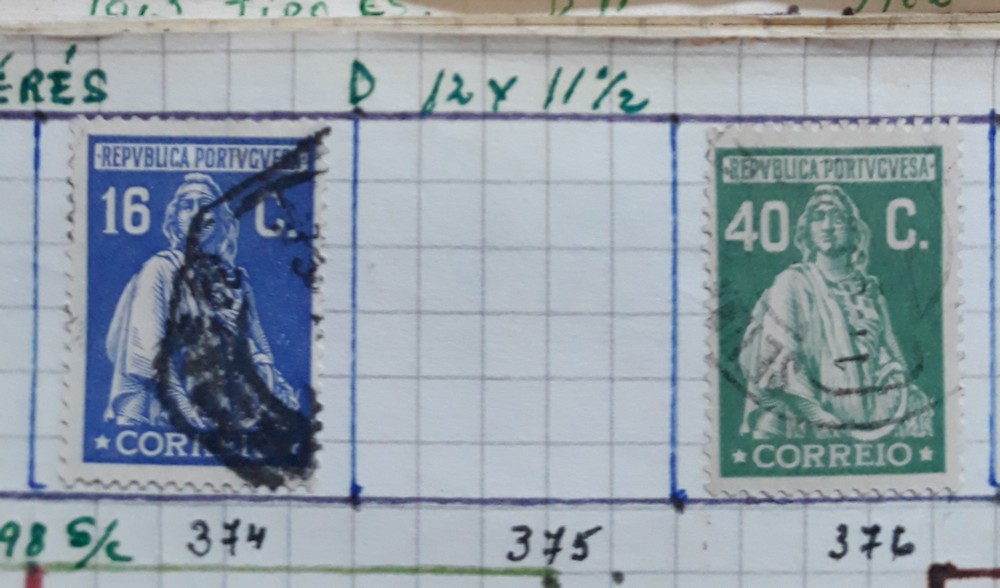 ÉRÉS D 12 x 11½
·REPVBLICA PORTVGVESA·
16 C.
CORREIO
·REPVBLICA PORTVGVESA·
40 C.
CORREIO
98 S/c 374 375 376